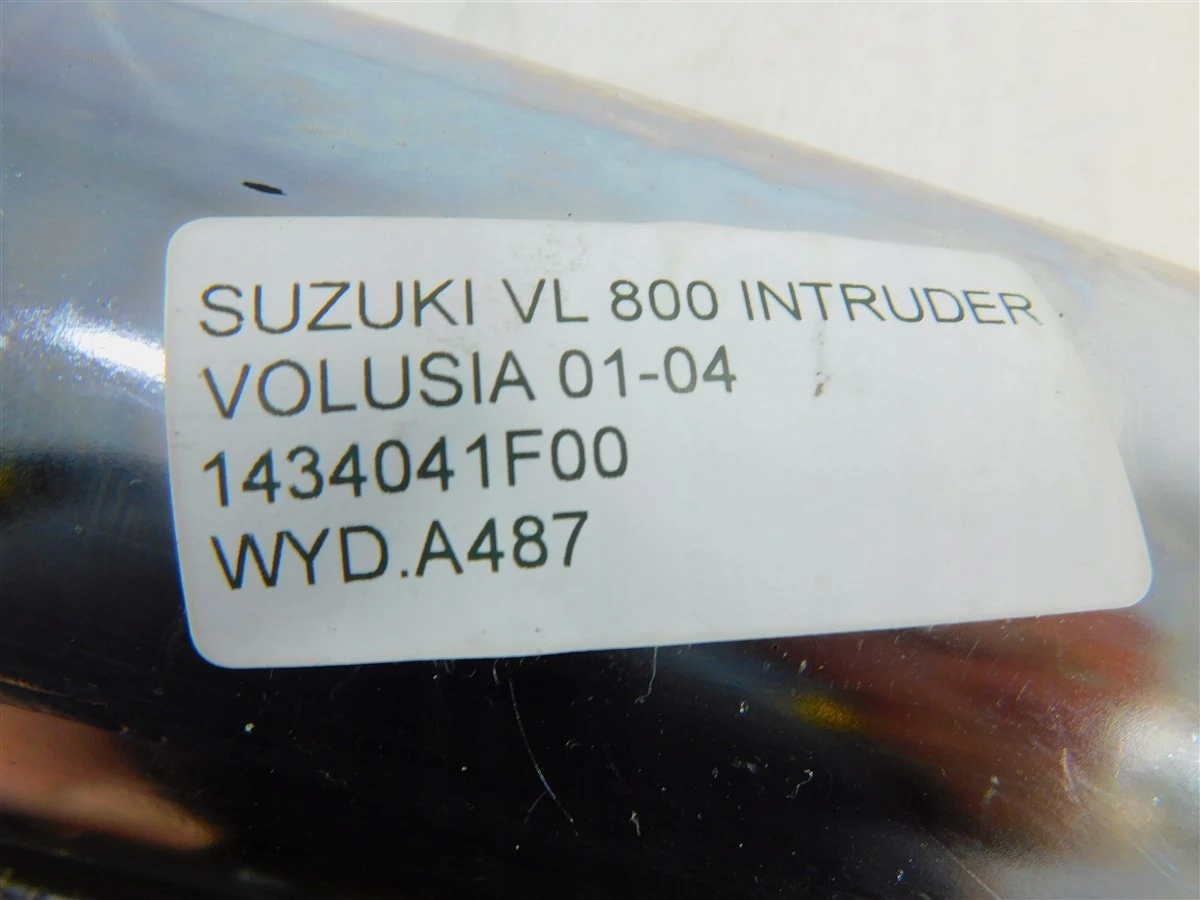 SUZUKI VL 800 INTRUDER
VOLUSIA 01-04
1434041F00
WYD.A487